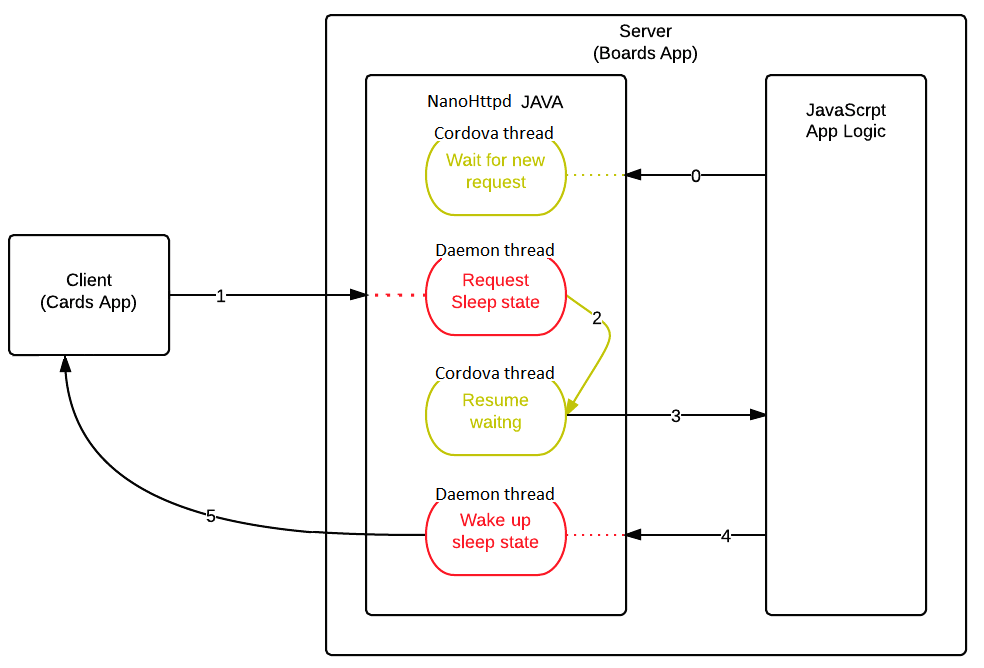 Server
(Boards App)
NanoHttpd JAVA
JavaScrpt
App Logic
Cordova thread
Wait for new
request
0
Daemon thread
Request
Sleep state
Client
(Cards App)
1
2
Cordova thread
Resume
waitng
3
Daemon thread
Wake up
sleep state
4
5